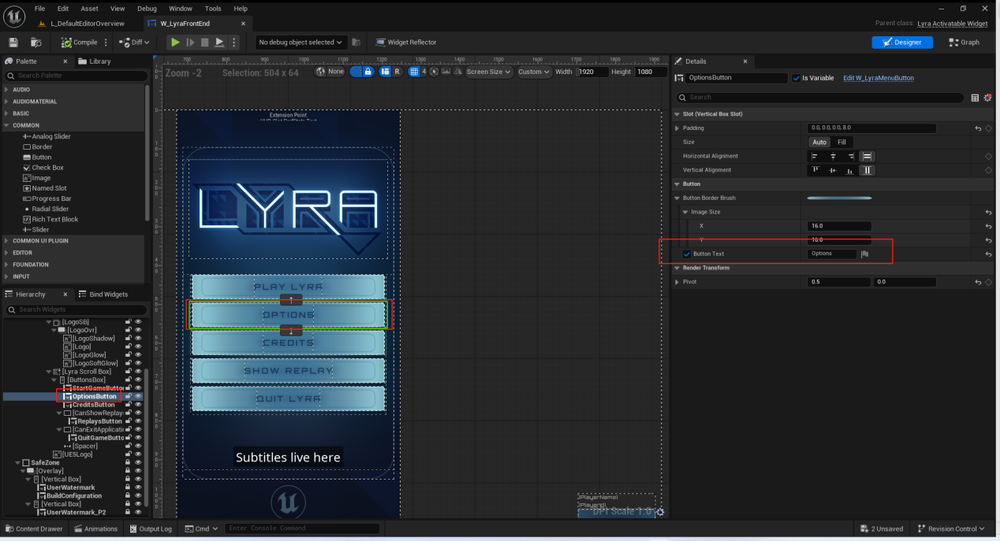 File Edit Asset View Debug Window Tools Help
L_DefaultEditorOverview
W_LyraFrontEnd
Parent class: Lyra Activatable Widget
Compile
Diff
No debug object selected
Widget Reflector
Designer
Graph
Palette
Library
Search Palette
AUDIO
AUDIOMATERIAL
BASIC
COMMON
Analog Slider
Border
Button
Check Box
Image
Named Slot
Progress Bar
Radial Slider
Rich Text Block
Slider
COMMON UI PLUGIN
EDITOR
FOUNDATION
INPUT
Hierarchy
Bind Widgets
Search Widgets
[LogoSB]
[LogoOvr]
[LogoShadow]
[Logo]
[LogoGlow]
[LogoSoftGlow]
[Lyra Scroll Box]
[ButtonsBox]
StartGameButton
OptionsButton
CreditsButton
[CanShowReplay
ReplaysButton
[CanExitApplicati
QuitGameButto
[Spacer]
[UE5Logo]
SafeZone
[Overlay]
[Vertical Box]
UserWatermark
BuildConfiguration
[Vertical Box]
UserWatermark_P2
700 800 900 1000 1100 1200 1300 1400 1500 1600 1700 1800 1900
Zoom -2
Selection: 504 x 64
None
R
4
Screen Size
Custom
Width 1920
Height 1080
Extension Point
LYRA
PLAY LYRA
OPTIONS
CREDITS
SHOW REPLAY
QUIT LYRA
Subtitles live here
[PlayerName]
[PlayerId]
DPI Scale 1.0
Details
OptionsButton
Is Variable
Edit W_LyraMenuButton
Search
Slot (Vertical Box Slot)
Padding
0.0, 0.0, 0.0, 8.0
Size
Auto
Fill
Horizontal Alignment
Vertical Alignment
Button
Button Border Brush
Image Size
X
16.0
Y
16.0
Button Text
Options
Render Transform
Pivot
0.5
0.0
Content Drawer
Animations
Output Log
Cmd
Enter Console Command
2 Unsaved
Revision Control